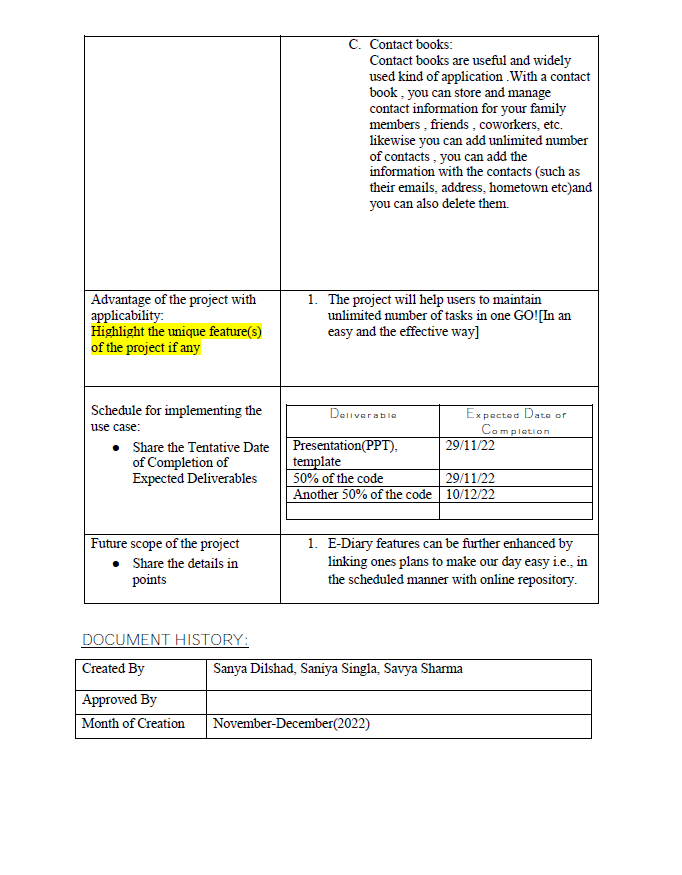 C. Contact books:
Contact books are useful and widely
used kind of application .With a contact
book , you can store and manage
contact information for your family
members , friends , coworkers, etc.
likewise you can add unlimited number
of contacts , you can add the
information with the contacts (such as
their emails, address, hometown etc)and
you can also delete them.
Advantage of the project with
applicability:
Highlight the unique feature(s)
of the project if any
1. The project will help users to maintain
unlimited number of tasks in one GO![In an
easy and the effective way]
Schedule for implementing the
use case:
● Share the Tentative Date
of Completion of
Expected Deliverables
Deliverable
Expected Date of
Completion
Presentation(PPT),
template
29/11/22
50% of the code
29/11/22
Another 50% of the code
10/12/22
Future scope of the project
● Share the details in
points
1. E-Diary features can be further enhanced by
linking ones plans to make our day easy i.e., in
the scheduled manner with online repository.
DOCUMENT HISTORY:
Created By
Sanya Dilshad, Saniya Singla, Savya Sharma
Approved By
Month of Creation
November-December(2022)